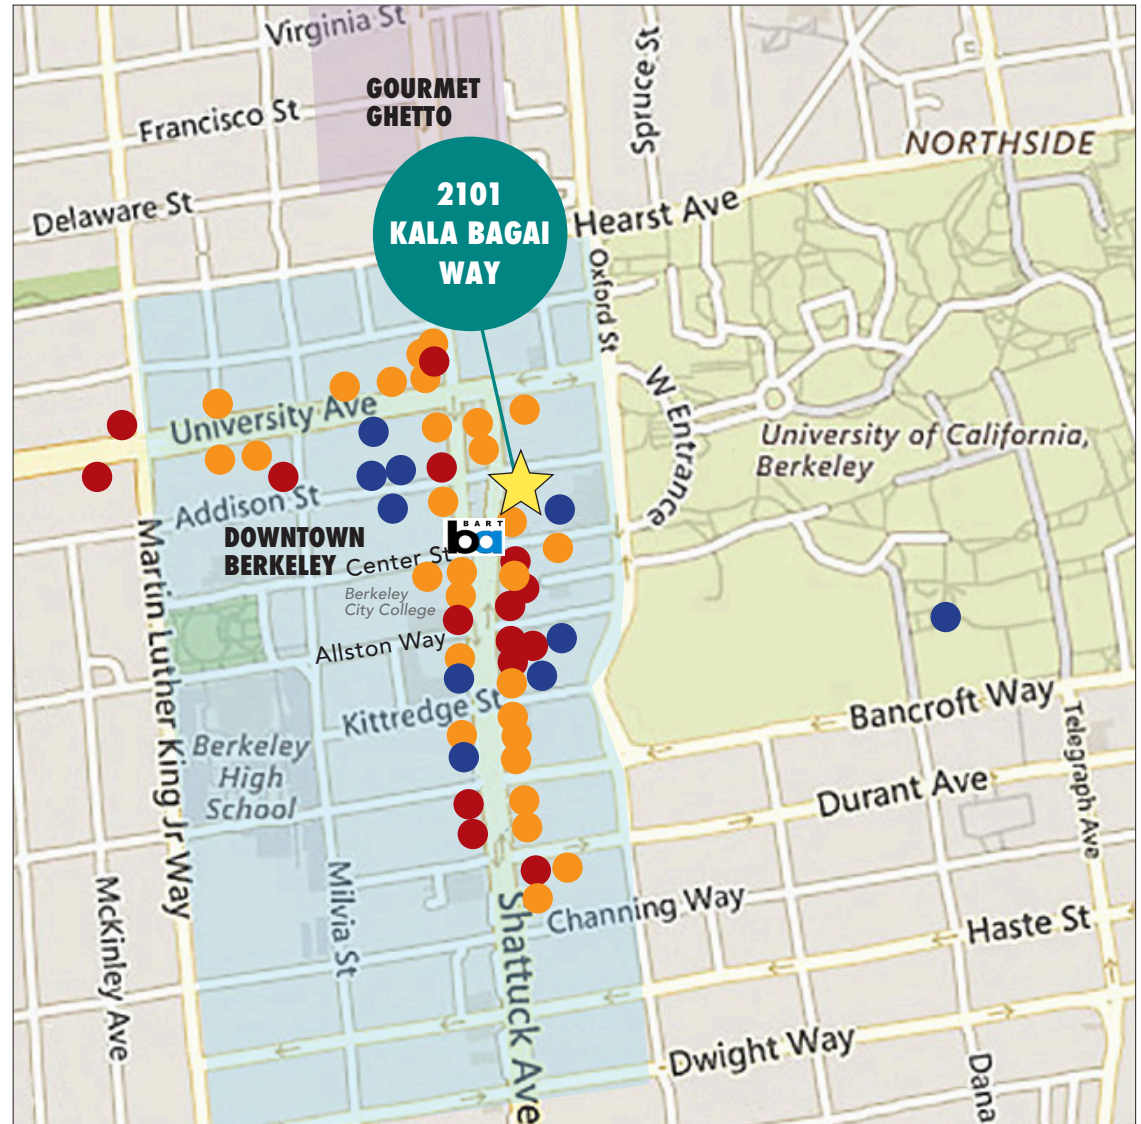 Virginia St
GOURMET
GHETTO
Spruce St
Francisco St
NORTHSIDE
2101
KALA BAGAI
WAY
Delaware St
Hearst Ave
Oxford St
W Entrance
University Ave
University of California,
Berkeley
Addison St
BART
ba
DOWNTOWN
BERKELEY
Center St
Berkeley
City College
Martin Luther King Jr Way
Allston Way
Kittredge St
Bancroft Way
Telegraph Ave
Berkeley
High
School
Durant Ave
McKinley Ave
Milvia St
Shattuck Ave
Channing Way
Haste St
Dwight Way
Dana